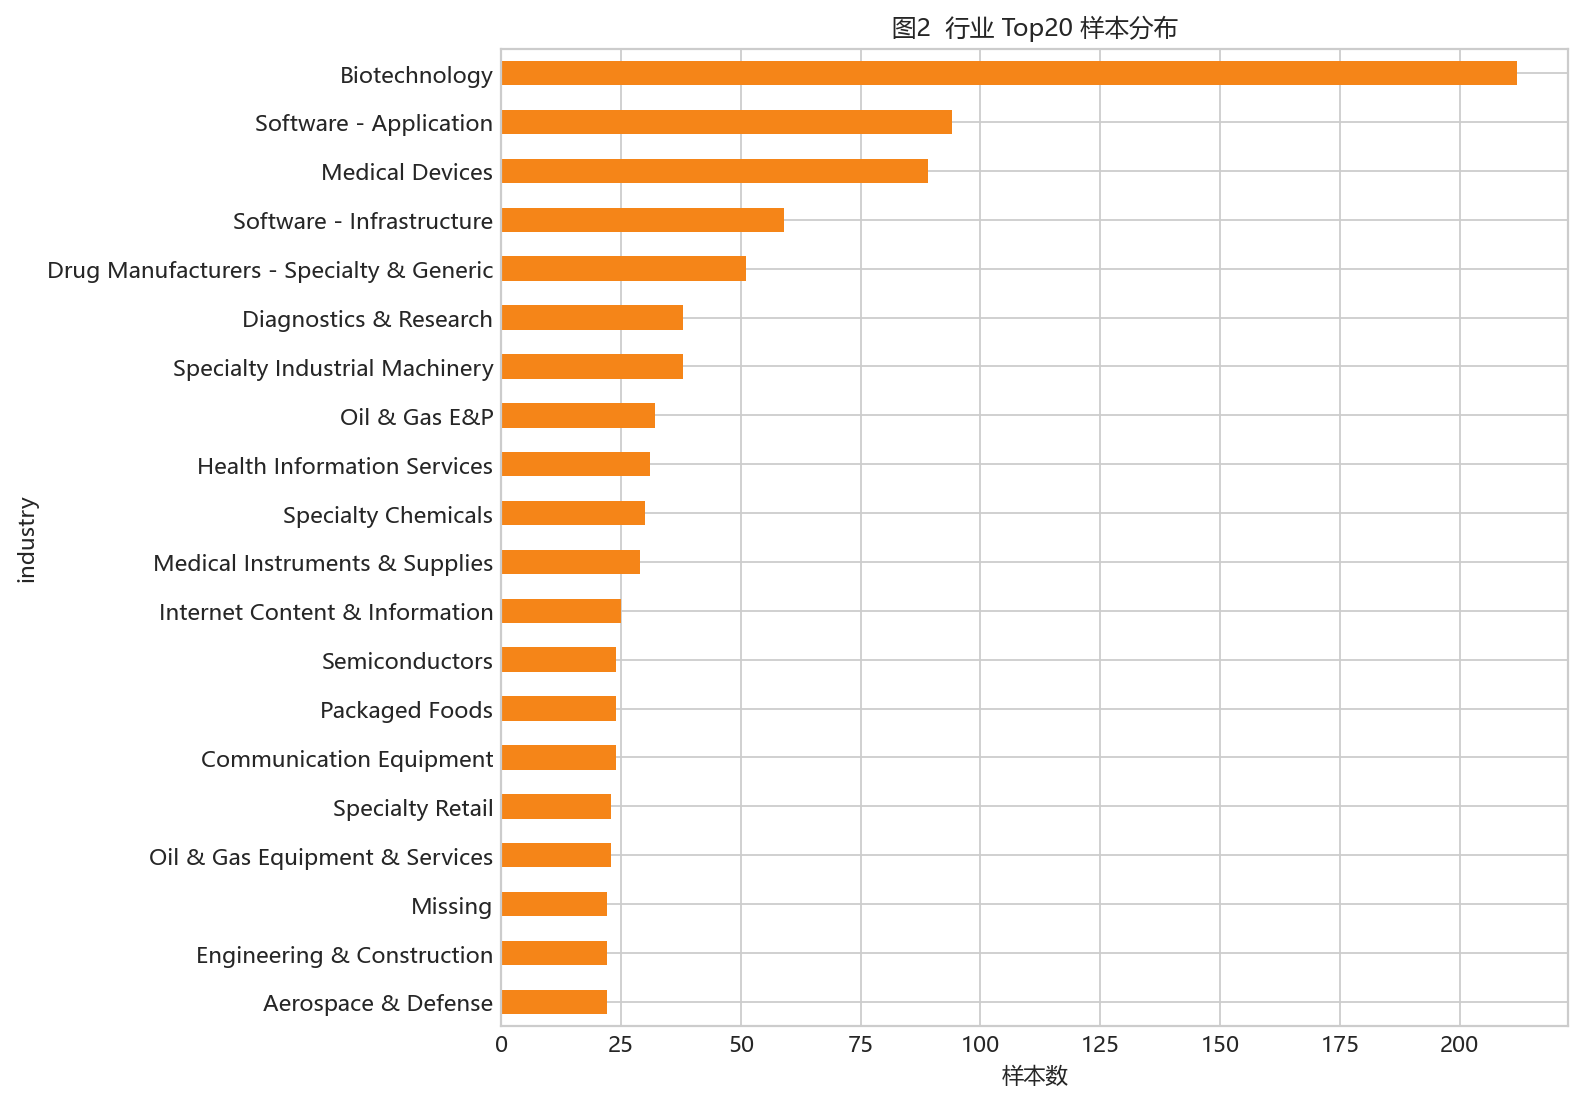 图2 行业 Top20 样本分布
Biotechnology
Software - Application
Medical Devices
Software - Infrastructure
Drug Manufacturers - Specialty & Generic
Diagnostics & Research
Specialty Industrial Machinery
Oil & Gas E&P
Health Information Services
Specialty Chemicals
Medical Instruments & Supplies
Internet Content & Information
Semiconductors
Packaged Foods
Communication Equipment
Specialty Retail
Oil & Gas Equipment & Services
Missing
Engineering & Construction
Aerospace & Defense
industry
0 25 50 75 100 125 150 175 200
样本数